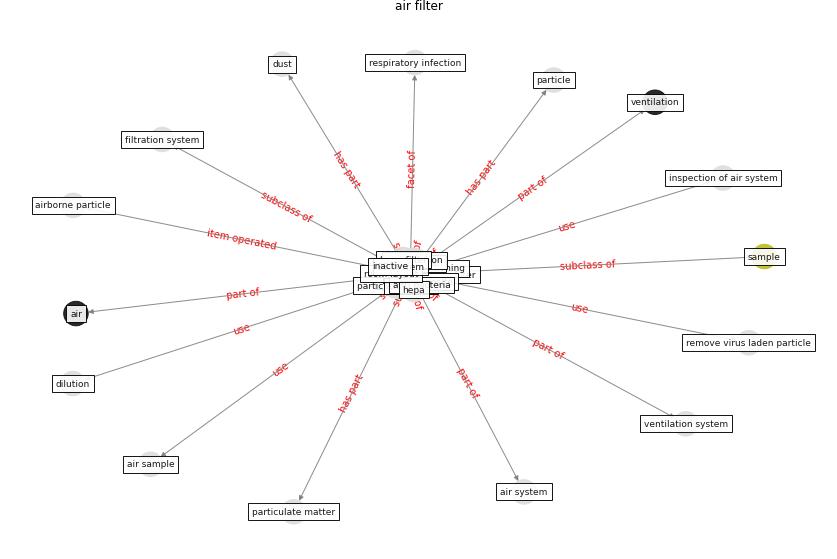 air filter
dust
respiratory infection
particle
ventilation
filtration system
has part
facet of
has part
part of
inspection of air system
airborne particle
subclass of
use
item operated
inactive
hepa
subclass of
sample
part of
air
use
use
remove virus laden particle
dilution
use
part of
has part
part of
ventilation system
air sample
air system
particulate matter